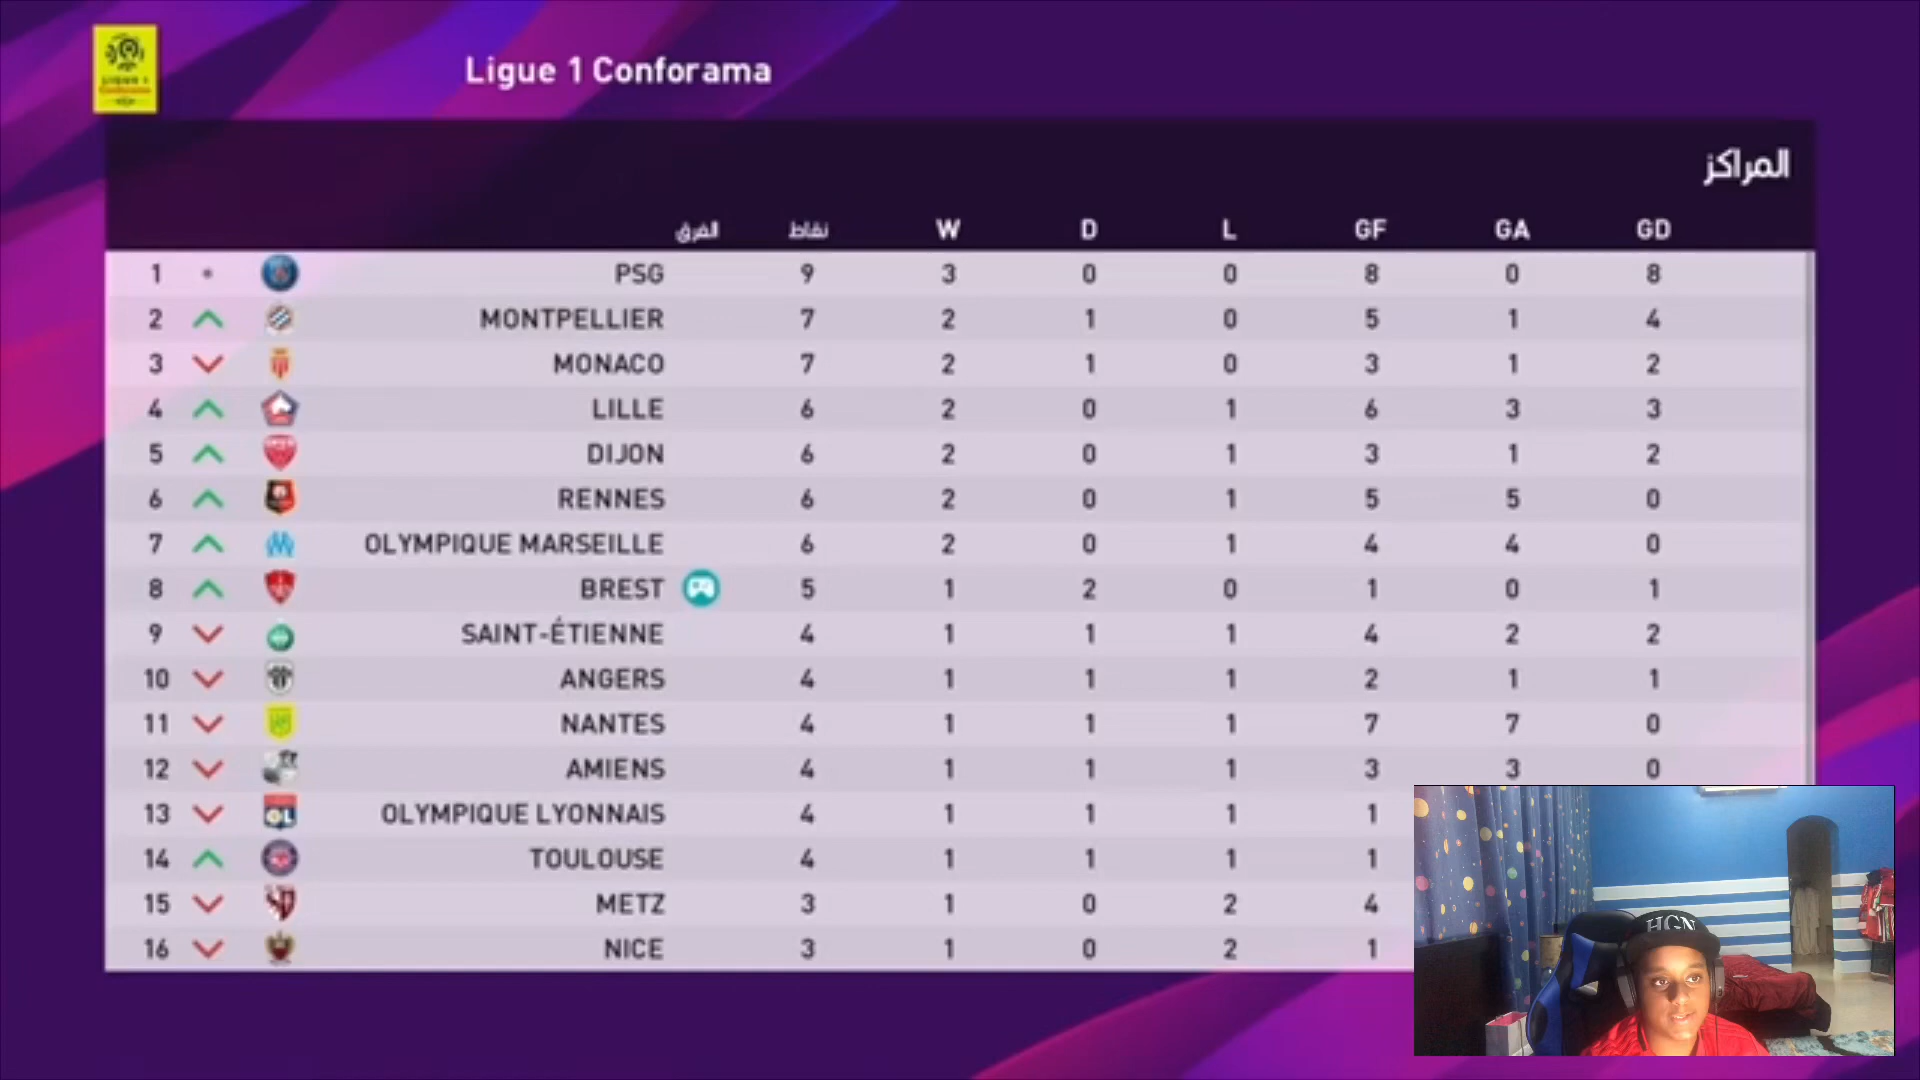 Ligue 1 Conforama
المراكز
الفرق نقاط W D L GF GA GD
1 PSG 9 3 0 0 8 0 8
2 MONTPELLIER 7 2 1 0 5 1 4
3 MONACO 7 2 1 0 3 1 2
4 LILLE 6 2 0 1 6 3 3
5 DIJON 6 2 0 1 3 1 2
6 RENNES 6 2 0 1 5 5 0
7 OLYMPIQUE MARSEILLE 6 2 0 1 4 4 0
8 BREST 5 1 2 0 1 0 1
9 SAINT-ÉTIENNE 4 1 1 1 4 2 2
10 ANGERS 4 1 1 1 2 1 1
11 NANTES 4 1 1 1 7 7 0
12 AMIENS 4 1 1 1 3 3 0
13 OLYMPIQUE LYONNAIS 4 1 1 1 1
14 TOULOUSE 4 1 1 1 1
15 METZ 3 1 0 2 4
16 NICE 3 1 0 2 1
HGN